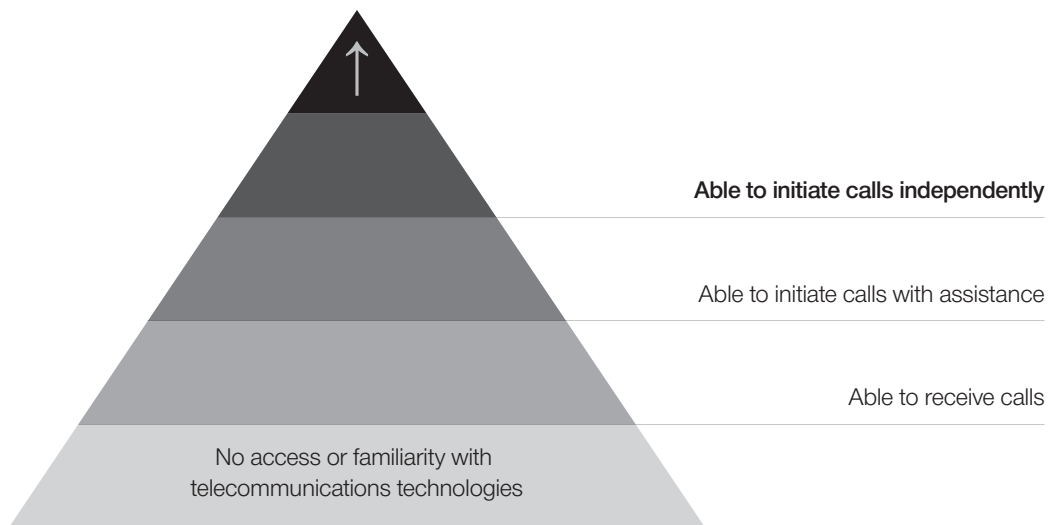 Able to initiate calls independently
Able to initiate calls with assistance
Able to receive calls
No access or familiarity with
telecommunications technologies